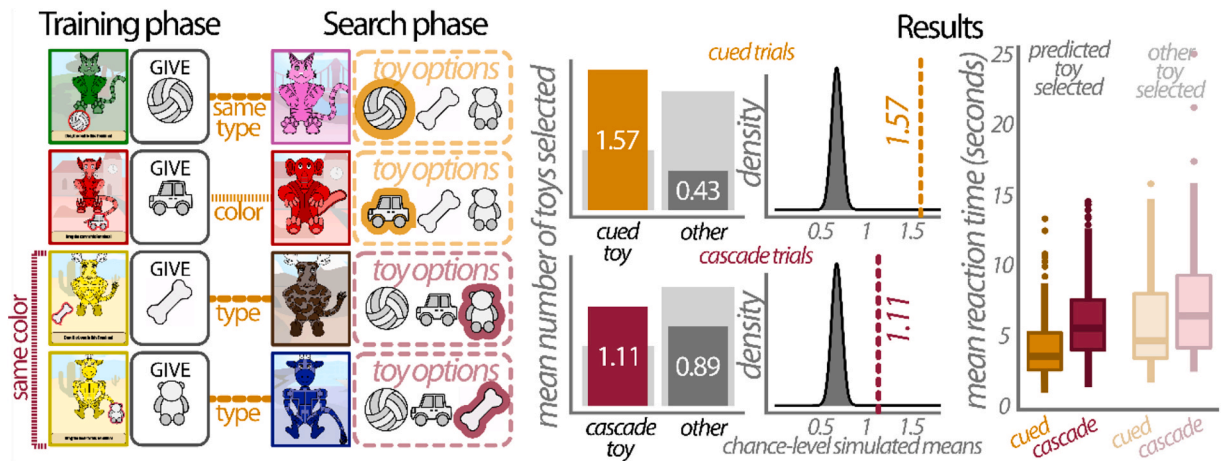 Training phase
Search phase
Results
GIVE
same
type
toy options
GIVE
color
toy options
same color
GIVE
type
toy options
GIVE
type
toy options
mean number of toys selected
cued trials
1.57
0.43
cued
toy
other
density
1.57
0.5
1
1.5
cascade trials
1.11
0.89
cascade
toy
other
density
1.11
0.5
1
1.5
chance-level simulated means
mean reaction time (seconds)
predicted
toy
selected
other
toy
selected
25
20
15
10
5
0
cued
cascade
cued
cascade